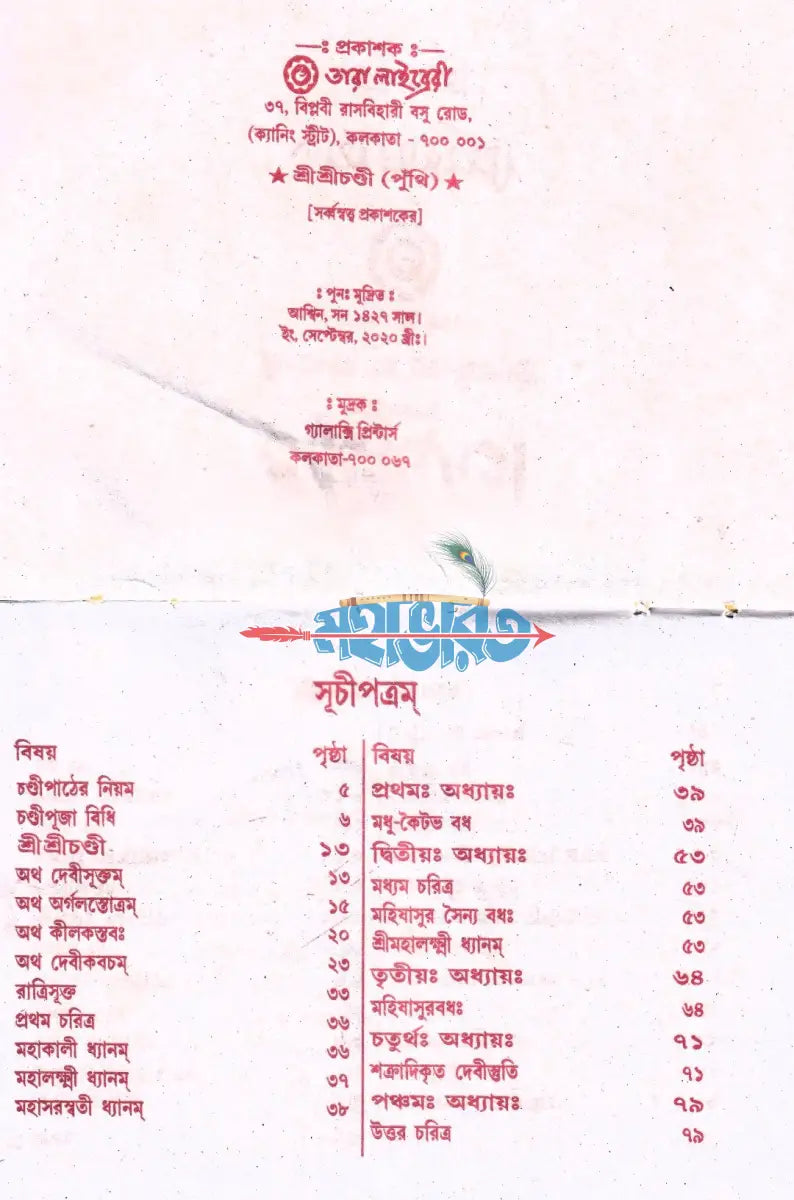 —ঃ প্রকাশক ঃ—
তারা লাইব্রেরী
৩৭, বিপ্লবী রাসবিহারী বসু রোড,
(ক্যানিং স্ট্রীট), কলকাতা - ৭০০ ০০১
★ শ্রীশ্রীচণ্ডী (পুঁথি) ★
[সর্ব্বস্বত্ব প্রকাশকের]
ঃ পুনঃ মুদ্রিত ঃ
আশ্বিন, সন ১৪২৭ সাল।
ইং, সেপ্টেম্বর, ২০২০ খ্রীঃ।
ঃ মুদ্রক ঃ
গ্যালাক্সি প্রিন্টার্স
কলকাতা-৭০০ ০৬৭
মহাভারত
সূচীপত্রম্
বিষয় পৃষ্ঠা
চণ্ডীপাঠের নিয়ম ৫
চণ্ডীপূজা বিধি ৬
শ্রীশ্রীচণ্ডী ১৩
অথ দেবীসূক্তম্ ১৩
অথ অর্গলস্তোত্রম্ ১৫
অথ কীলকস্তবঃ ২০
অথ দেবীকবচম্ ২৩
রাত্রিসূক্ত ৩৩
প্রথম চরিত্র ৩৬
মহাকালী ধ্যানম্ ৩৬
মহালক্ষ্মী ধ্যানম্ ৩৭
মহাসরস্বতী ধ্যানম্ ৩৮
বিষয় পৃষ্ঠা
প্রথমঃ অধ্যায়ঃ ৩৯
মধু-কৈটভ বধ ৩৯
দ্বিতীয়ঃ অধ্যায়ঃ ৫৩
মধ্যম চরিত্র ৫৩
মহিষাসুর সৈন্য বধঃ ৫৩
শ্রীমহালক্ষ্মী ধ্যানম্ ৫৩
তৃতীয়ঃ অধ্যায়ঃ ৬৪
মহিষাসুরবধঃ ৬৪
চতুর্থঃ অধ্যায়ঃ ৭১
শক্রাদিকৃত দেবীস্তুতি ৭১
পঞ্চমঃ অধ্যায়ঃ ৭৯
উত্তর চরিত্র ৭৯